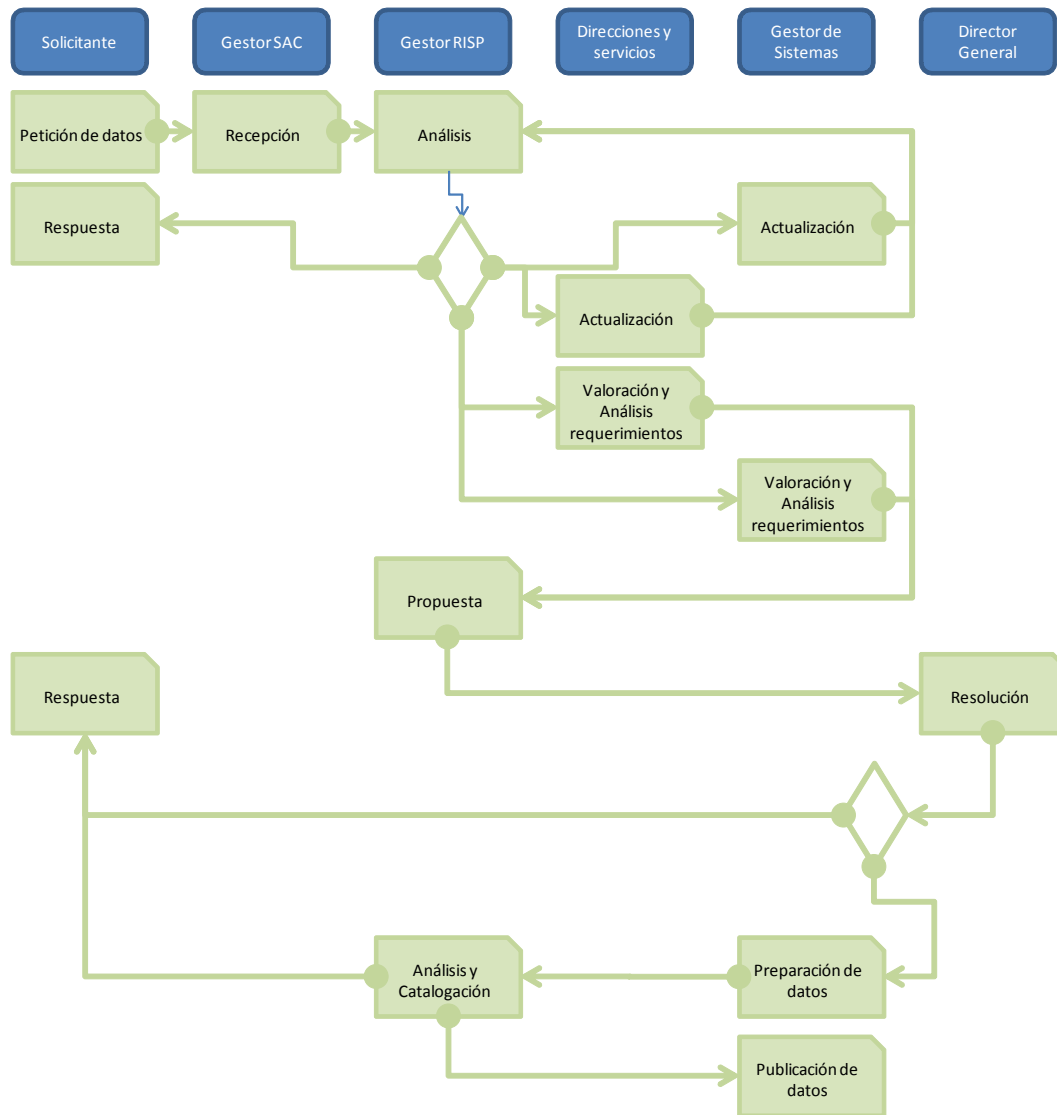 Solicitante
Gestor SAC
Gestor RISP
Direcciones y
servicios
Gestor de
Sistemas
Director
General
Petición de datos
Recepción
Análisis
Respuesta
Actualización
Actualización
Valoración y
Análisis
requerimientos
Valoración y
Análisis
requerimientos
Propuesta
Respuesta
Resolución
Análisis y
Catalogación
Preparación de
datos
Publicación de
datos